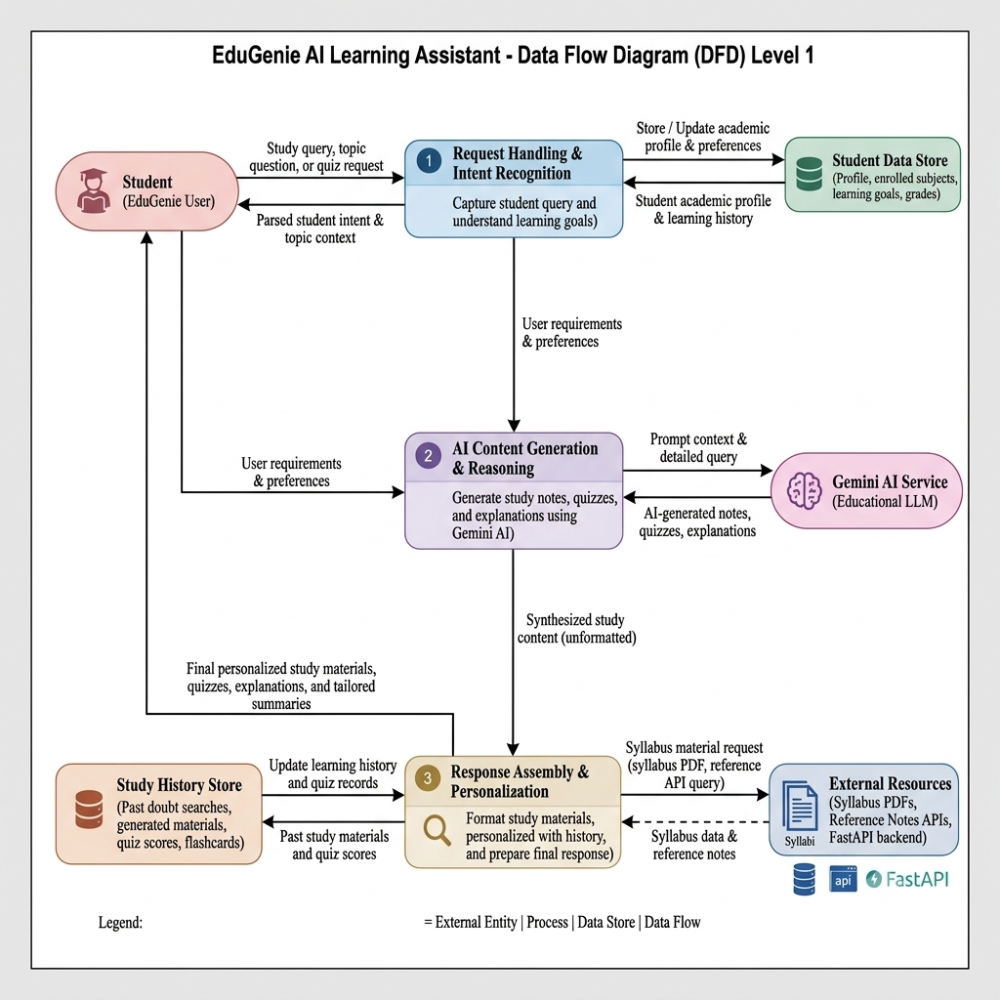 EduGenie AI Learning Assistant - Data Flow Diagram (DFD) Level 1
Student
(EduGenie User)
Study query, topic
question, or quiz request
Parsed student intent &
topic context
1
Request Handling &
Intent Recognition
Capture student query and
understand learning goals)
Store / Update academic
profile & preferences
Student academic profile
& learning history
Student Data Store
(Profile, enrolled subjects,
learning goals, grades)
User requirements
& preferences
User requirements
& preferences
2
AI Content Generation
& Reasoning
Generate study notes, quizzes,
and explanations using
Gemini AI)
Prompt context &
detailed query
AI-generated notes,
quizzes, explanations
Gemini AI Service
(Educational LLM)
Synthesized study
content (unformatted)
Final personalized study materials,
quizzes, explanations, and tailored
summaries
Study History Store
(Past doubt searches,
generated materials,
quiz scores, flashcards)
Update learning history
and quiz records
Past study materials
and quiz scores
3
Response Assembly &
Personalization
Format study materials,
personalized with history,
and prepare final response)
Syllabus material request
(syllabus PDF, reference
API query)
Syllabus data &
reference notes
Syllabi
External Resources
(Syllabus PDFs,
Reference Notes APIs,
FastAPI backend)
api
FastAPI
Legend:
= External Entity | Process | Data Store | Data Flow